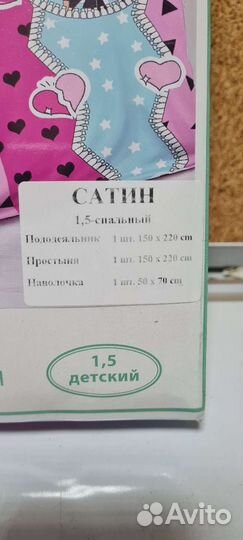 САТИН
1,5-спальный
Пододеяльник 1 шт. 150 х 220 cm
Простыня 1 шт. 150 х 220 cm
Наволочка 1 шт. 50 х 70 cm
1,5
детский
Avito